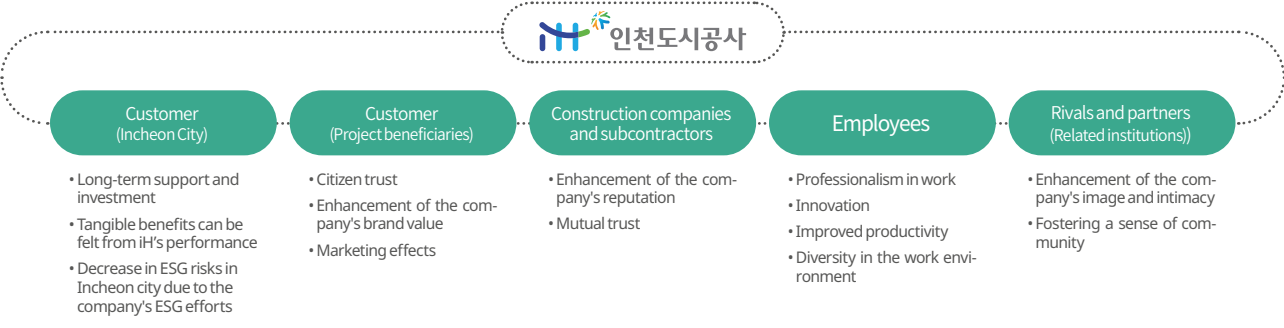 iH 인천도시공사
Customer
(Incheon City)
• Long-term support and
investment
• Tangible benefits can be
felt from iH's performance
• Decrease in ESG risks in
Incheon city due to the
company's ESG efforts
Customer
(Project beneficiaries)
• Citizen trust
• Enhancement of the com-
pany's brand value
• Marketing effects
Construction companies
and subcontractors
• Enhancement of the com-
pany's reputation
• Mutual trust
Employees
• Professionalism in work
• Innovation
• Improved productivity
• Diversity in the work envi-
ronment
Rivals and partners
(Related institutions))
• Enhancement of the com-
pany's image and intimacy
• Fostering a sense of com-
munity